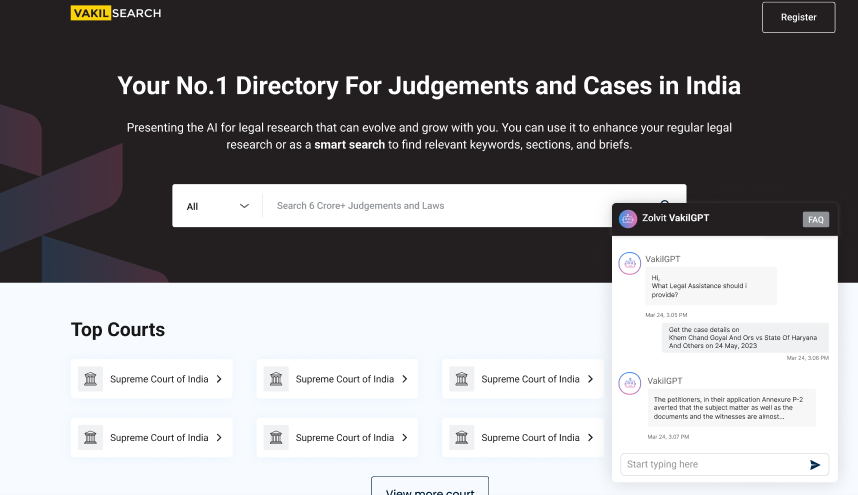 VAKILSEARCH
Register
Your No.1 Directory For Judgements and Cases in India
Presenting the AI for legal research that can evolve and grow with you. You can use it to enhance your regular legal
research or as a smart search to find relevant keywords, sections, and briefs.
All
Search 6 Crore+ Judgements and Laws
Top Courts
Supreme Court of India
Supreme Court of India
Supreme Court of India
Supreme Court of India
Supreme Court of India
Supreme Court of India
View more court
Zolvit VakilGPT
FAQ
VakilGPT
Hi,
What Legal Assistance should i
provide?
Mar 24, 3.05 PM
Get the case details on
Khem Chand Goyal And Ors vs State Of Haryana
And Others on 24 May, 2023
Mar 24, 3:06 PM
VakilGPT
The petitioners, in their application Annexure P-2
averted that the subject matter as well as the
documents and the witnesses are almost...
Mar 24, 3.07 PM
Start typing here